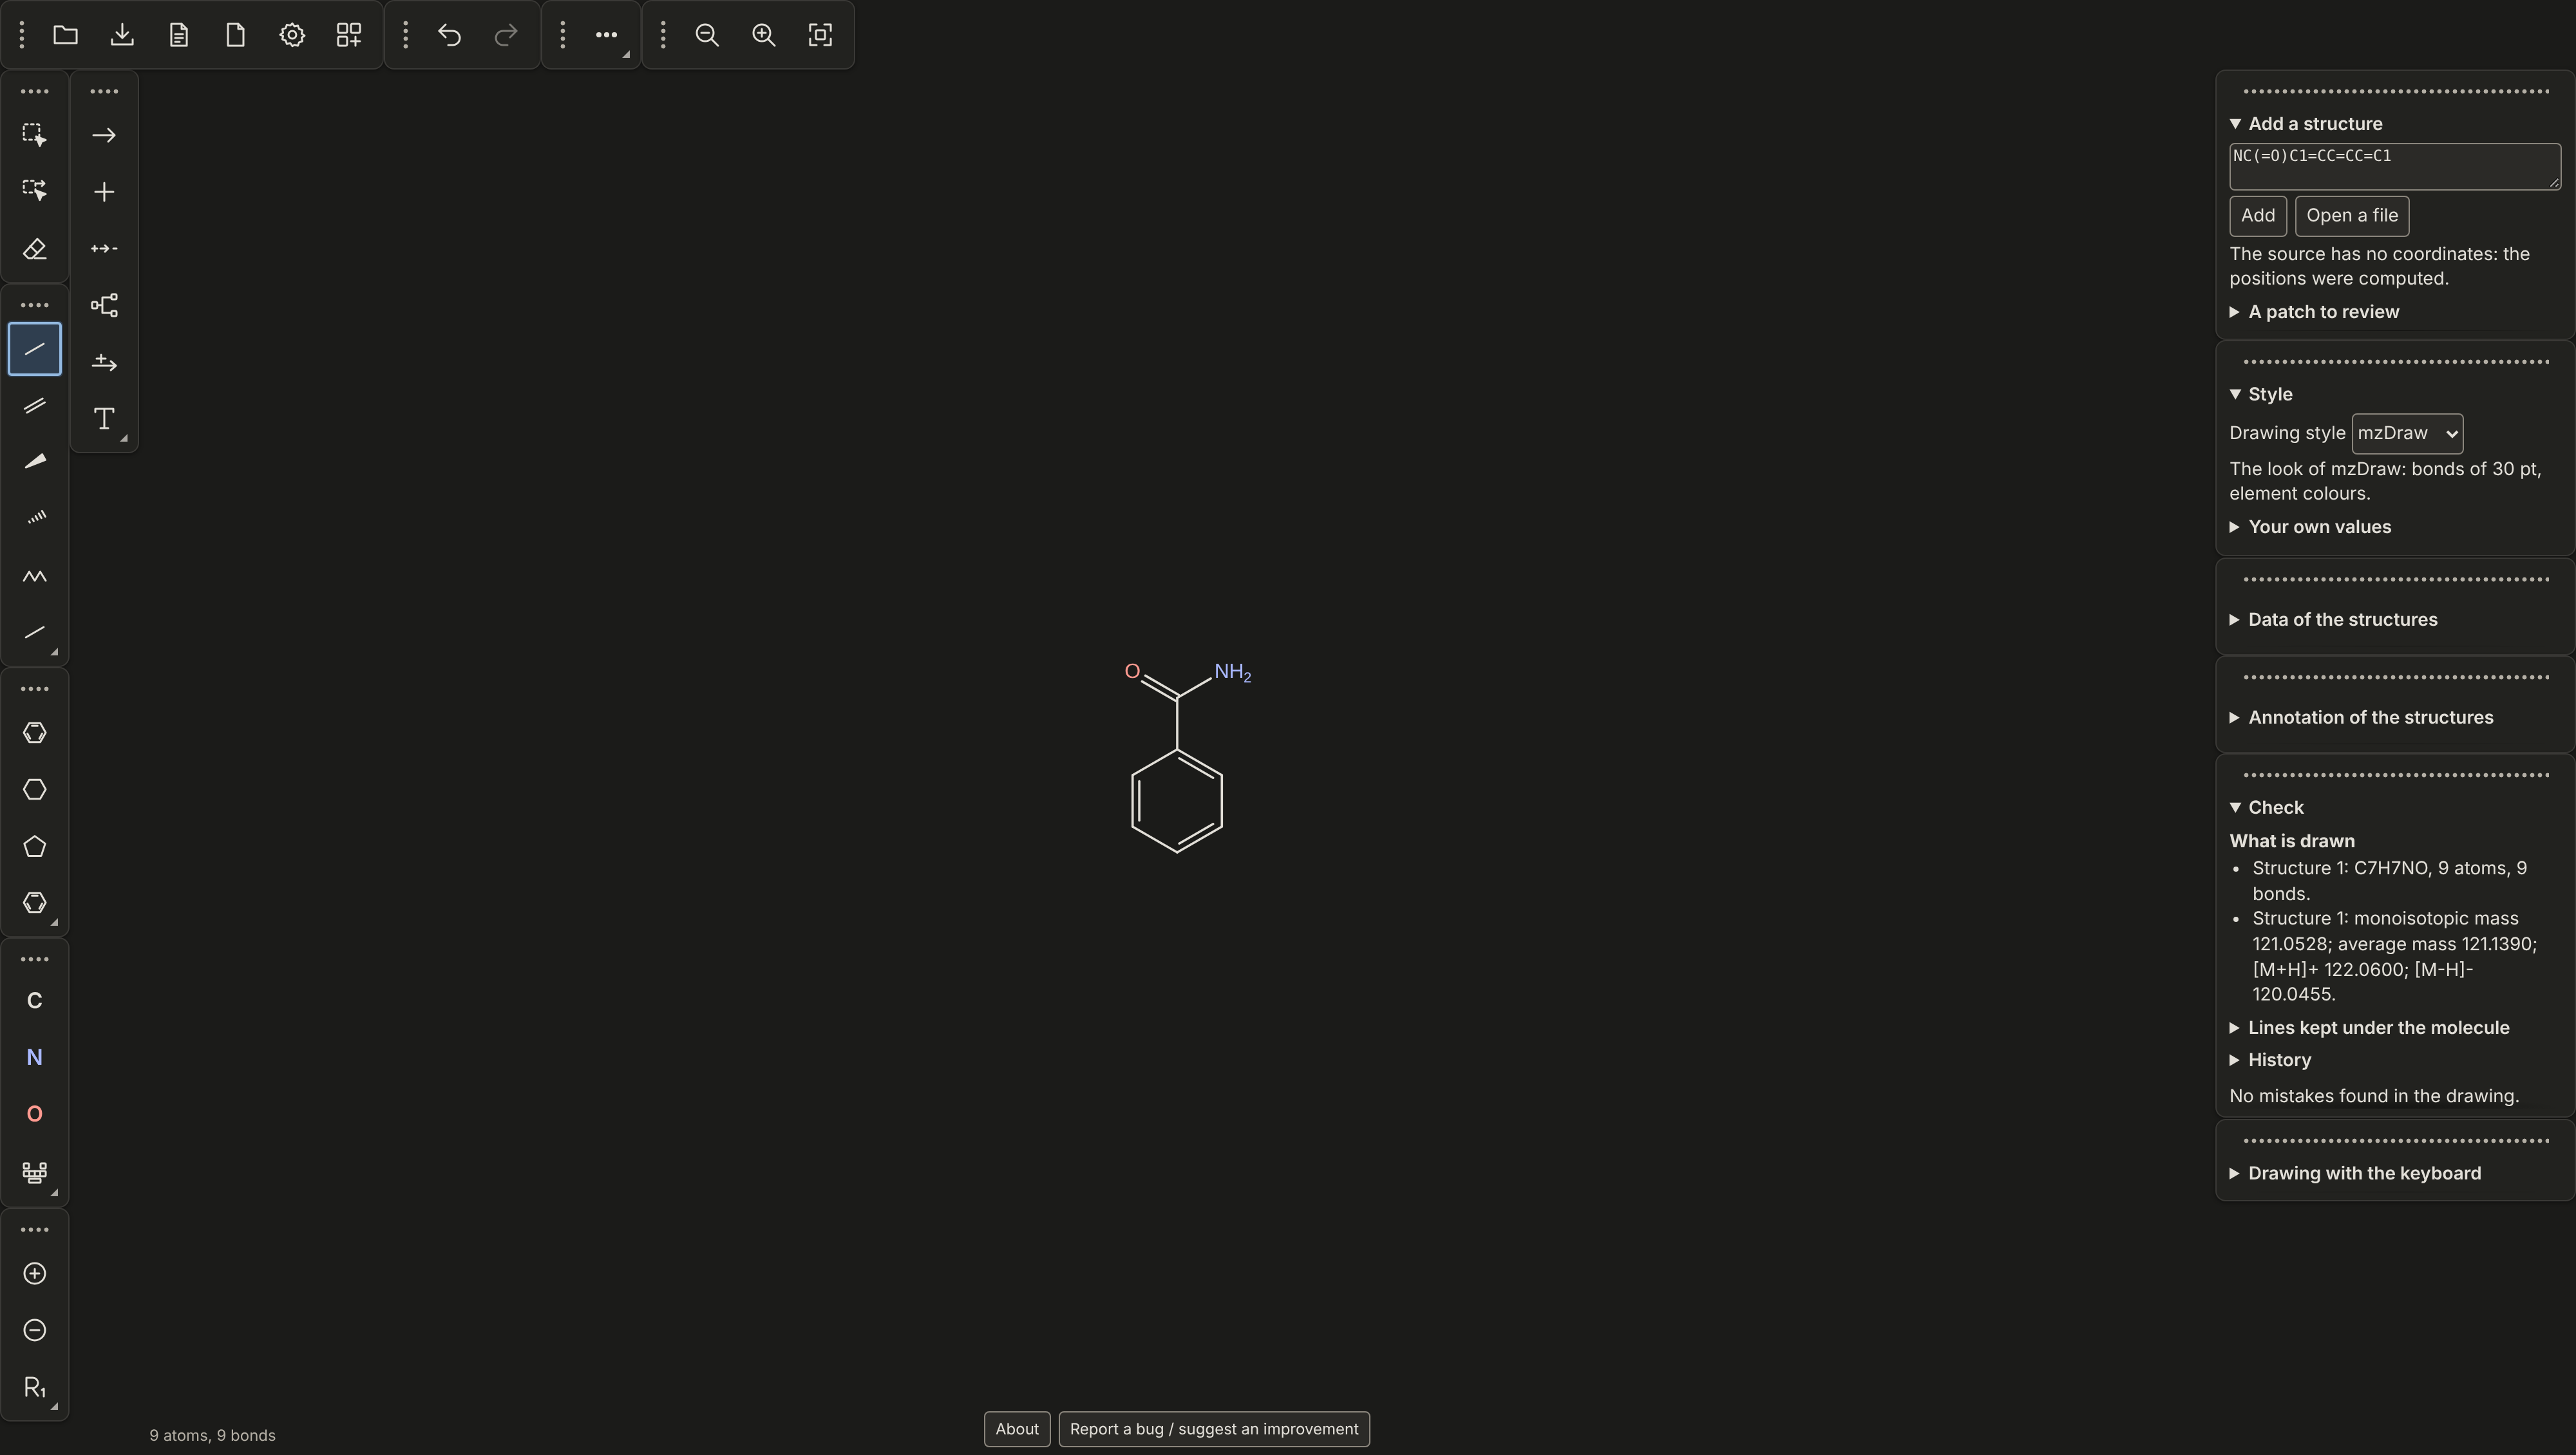 Add a structure
NC(=O)C1=CC=CC=C1
Add
Open a file
The source has no coordinates: the
positions were computed.
A patch to review
Style
Drawing style mzDraw
The look of mzDraw: bonds of 30 pt,
element colours.
Your own values
Data of the structures
Annotation of the structures
Check
What is drawn
Structure 1: C7H7NO, 9 atoms, 9
bonds.
Structure 1: monoisotopic mass
121.0528; average mass 121.1390;
[M+H]+ 122.0600; [M-H]-
120.0455.
Lines kept under the molecule
History
No mistakes found in the drawing.
Drawing with the keyboard
O
NH2
T
C
N
O
R1
9 atoms, 9 bonds
About
Report a bug / suggest an improvement